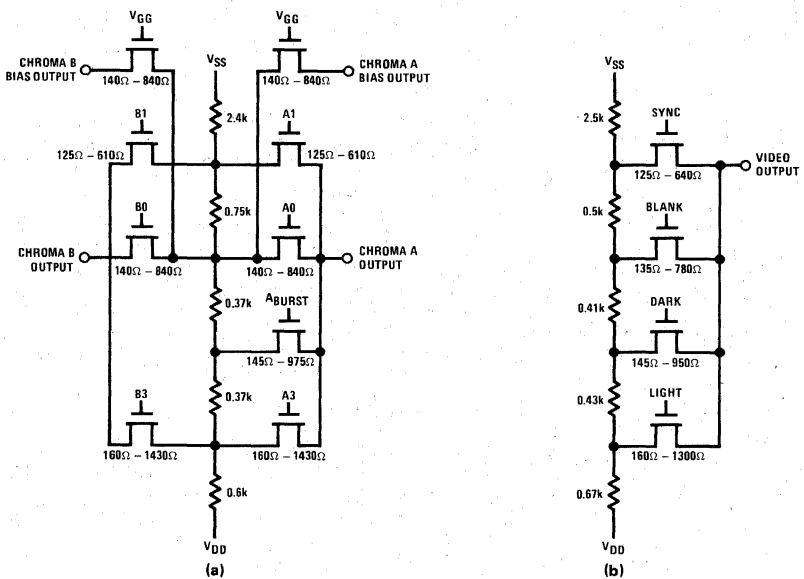 VGG
VGG
CHROMA B
BIAS OUTPUT
140Ω – 840Ω
VSS
140Ω – 840Ω
CHROMA A
BIAS OUTPUT
2.4k
B1
125Ω – 610Ω
A1
125Ω – 610Ω
0.75k
B0
A0
CHROMA B
OUTPUT
140Ω – 840Ω
140Ω – 840Ω
CHROMA A
OUTPUT
0.37k
ABURST
145Ω – 975Ω
0.37k
B3
A3
160Ω – 1430Ω
160Ω – 1430Ω
0.6k
VDD
(a)
VSS
2.5k
SYNC
125Ω – 640Ω
VIDEO
OUTPUT
0.5k
BLANK
135Ω – 780Ω
0.41k
DARK
145Ω – 950Ω
0.43k
LIGHT
160Ω – 1300Ω
0.67k
VDD
(b)